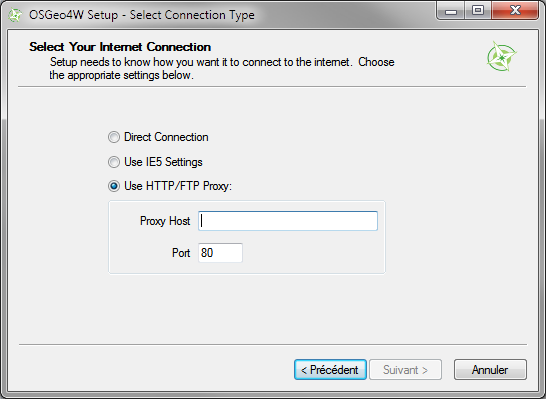 OSGeo4W Setup - Select Connection Type
Select Your Internet Connection
Setup needs to know how you want it to connect to the internet. Choose
the appropriate settings below.
Direct Connection
Use IE5 Settings
Use HTTP/FTP Proxy:
Proxy Host
Port 80
< Précédent Suivant > Annuler